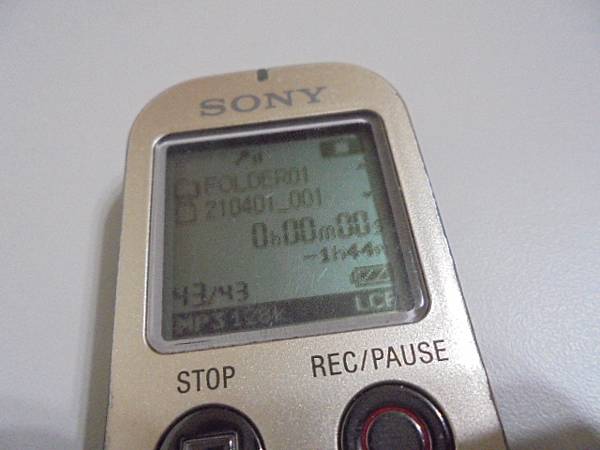 SONY
FOLDER01
210401_001
0h00m00s
-1h44m
43/43
MP3 128k LCF
STOP
REC/PAUSE